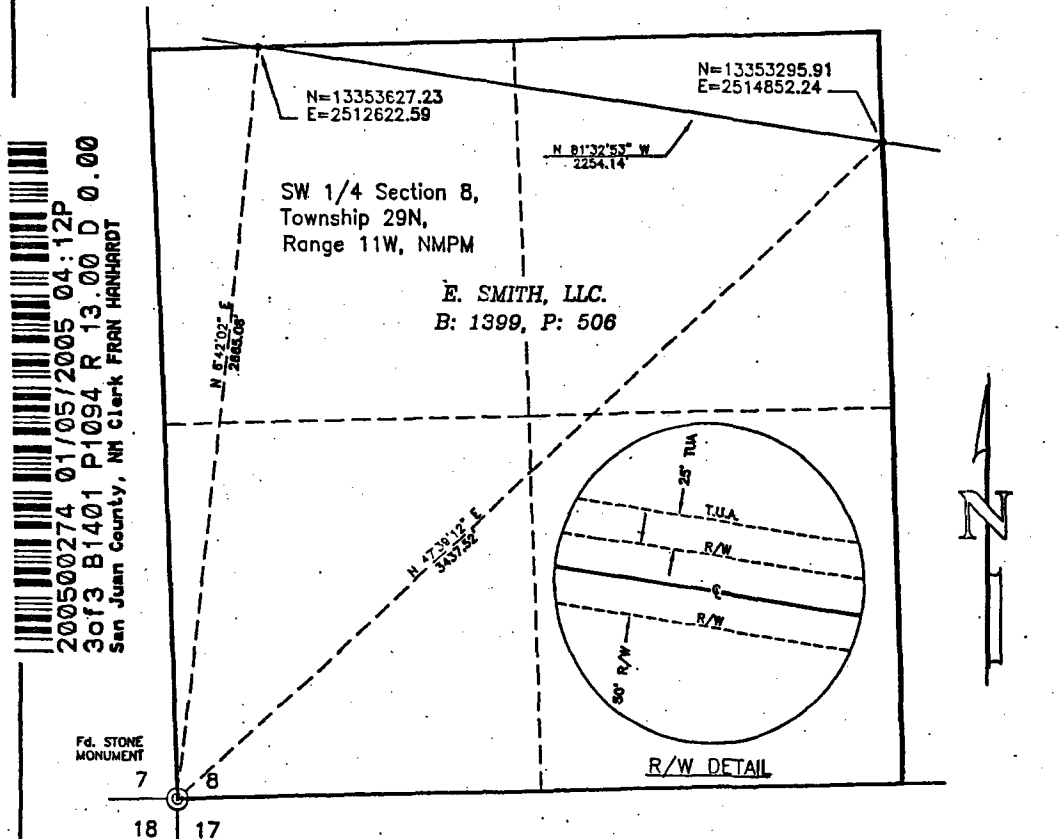 200500274 01/05/2005 04:12P
3of3 B1401 P1094 R 13.00 D 0.00
San Juan County, NM Clerk FRAN HANHARDT
N=13353627.23
E=2512622.59
N=13353295.91
E=2514852.24
N 81°32'53" W
2254.14'
SW 1/4 Section 8,
Township 29N,
Range 11W, NMPM
E. SMITH, LLC.
B: 1399, P: 506
N 6°42'02" E
2665.08'
N 47°39'12" E
3437.52'
25' TUA
T.U.A.
R/W
℄
R/W
50' R/W
R/W DETAIL
N
Fd. STONE
MONUMENT
7 8
18 17